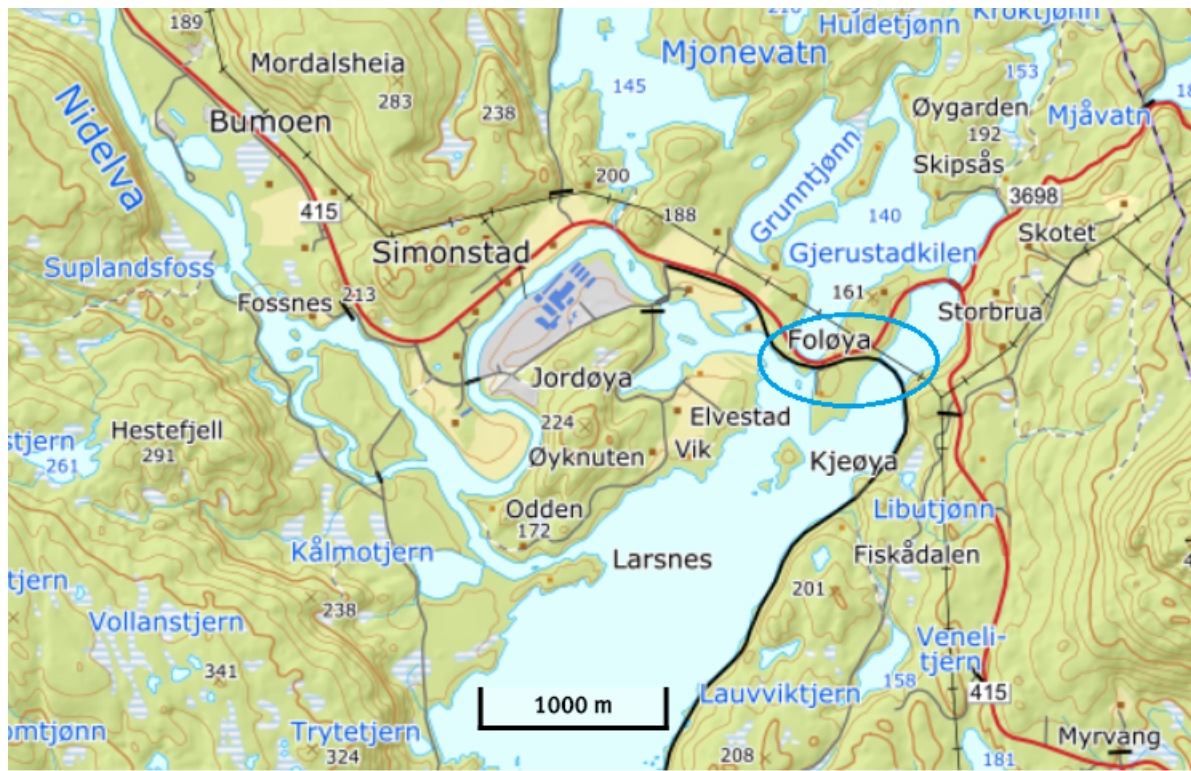 189
Mordalsheia
283
238
Bumoen
Nidelva
415
Mjonevatn
145
Huldetjønn
Kroktjønn
153
Øygarden
192
Mjåvatn
Skipsås
3698
200
188
Grunntjønn
140
Gjerustadkilen
Skotet
Simonstad
Suplandsfoss
Fossnes
213
161
Storbrua
Foløya
Jordøya
224
Elvestad
Hestefjell
291
stjern
261
Øyknuten
Vik
Kjeøya
Odden
172
Libutjønn
Kålmotjern
Larsnes
Fiskådalen
tjern
238
201
Vollanstjern
341
Veneli-
tjern
158
415
Lauvviktjern
1000 m
omtjønn
Trytetjern
324
208
Myrvang
181